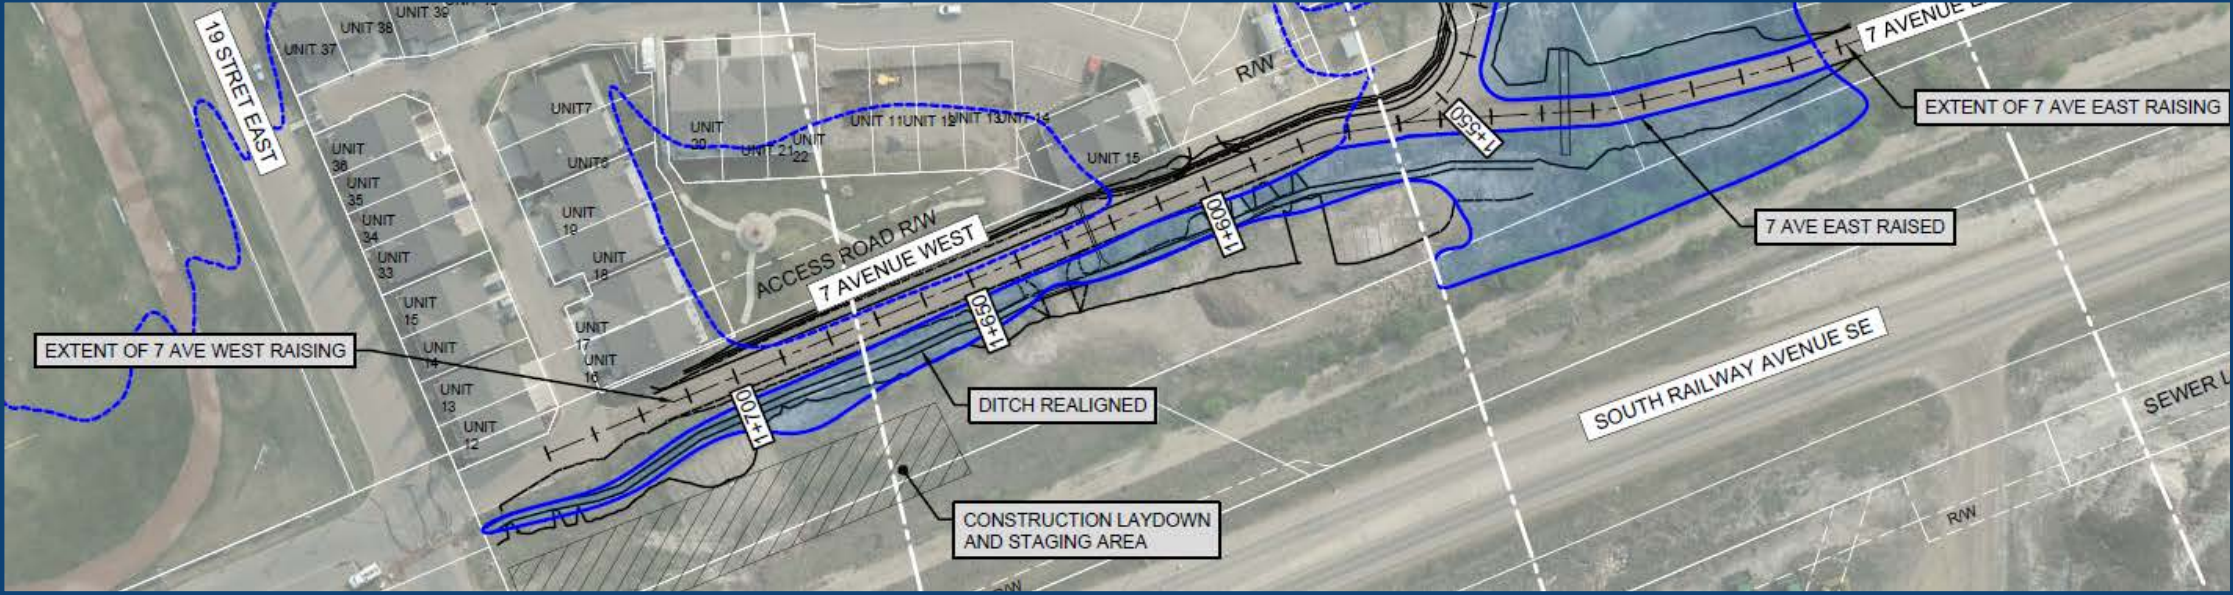 19 STRET EAST
UNIT 37
UNIT 38
UNIT 39
UNIT
36
UNIT
35
UNIT
34
UNIT
33
UNIT
15
UNIT
14
UNIT
13
UNIT
12
UNIT7
UNIT6
UNIT
19
UNIT
18
UNIT
17
UNIT
16
UNIT
20
UNIT 21
UNIT
22
UNIT 11
UNIT 12
UNIT 13
UNIT 14
UNIT 15
R/W
ACCESS ROAD R/W
7 AVENUE WEST
7 AVENUE
1+550
1+600
1+650
1+700
EXTENT OF 7 AVE EAST RAISING
7 AVE EAST RAISED
EXTENT OF 7 AVE WEST RAISING
DITCH REALIGNED
CONSTRUCTION LAYDOWN
AND STAGING AREA
SOUTH RAILWAY AVENUE SE
SEWER L
R/W
R/W